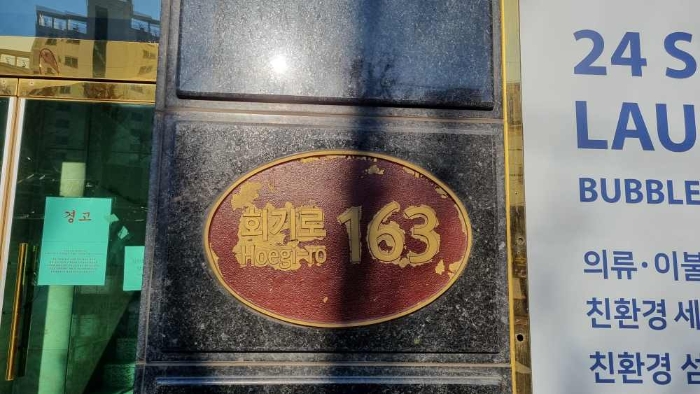 경고
회기로
Hoegi-ro
163
24 S
LAU
BUBBLE
의류·이불
친환경 세
친환경 섬